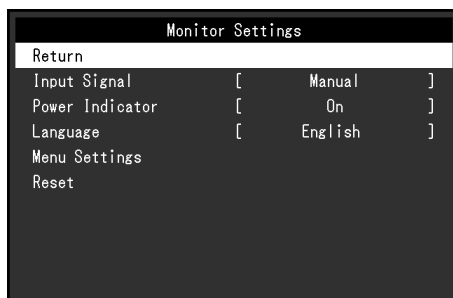 Monitor Settings
Return
Input Signal [ Manual ]
Power Indicator [ On ]
Language [ English ]
Menu Settings
Reset